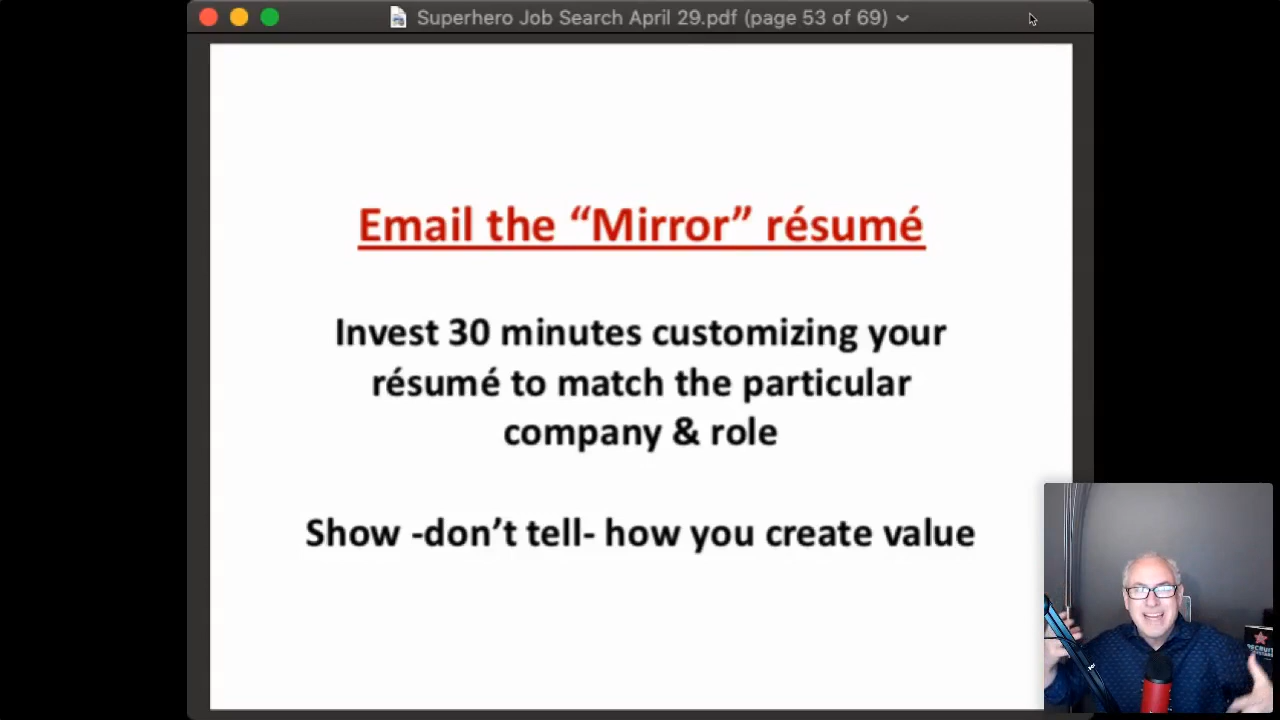 Superhero Job Search April 29.pdf (page 53 of 69)
Email the “Mirror” résumé
Invest 30 minutes customizing your
résumé to match the particular
company & role
Show -don’t tell- how you create value